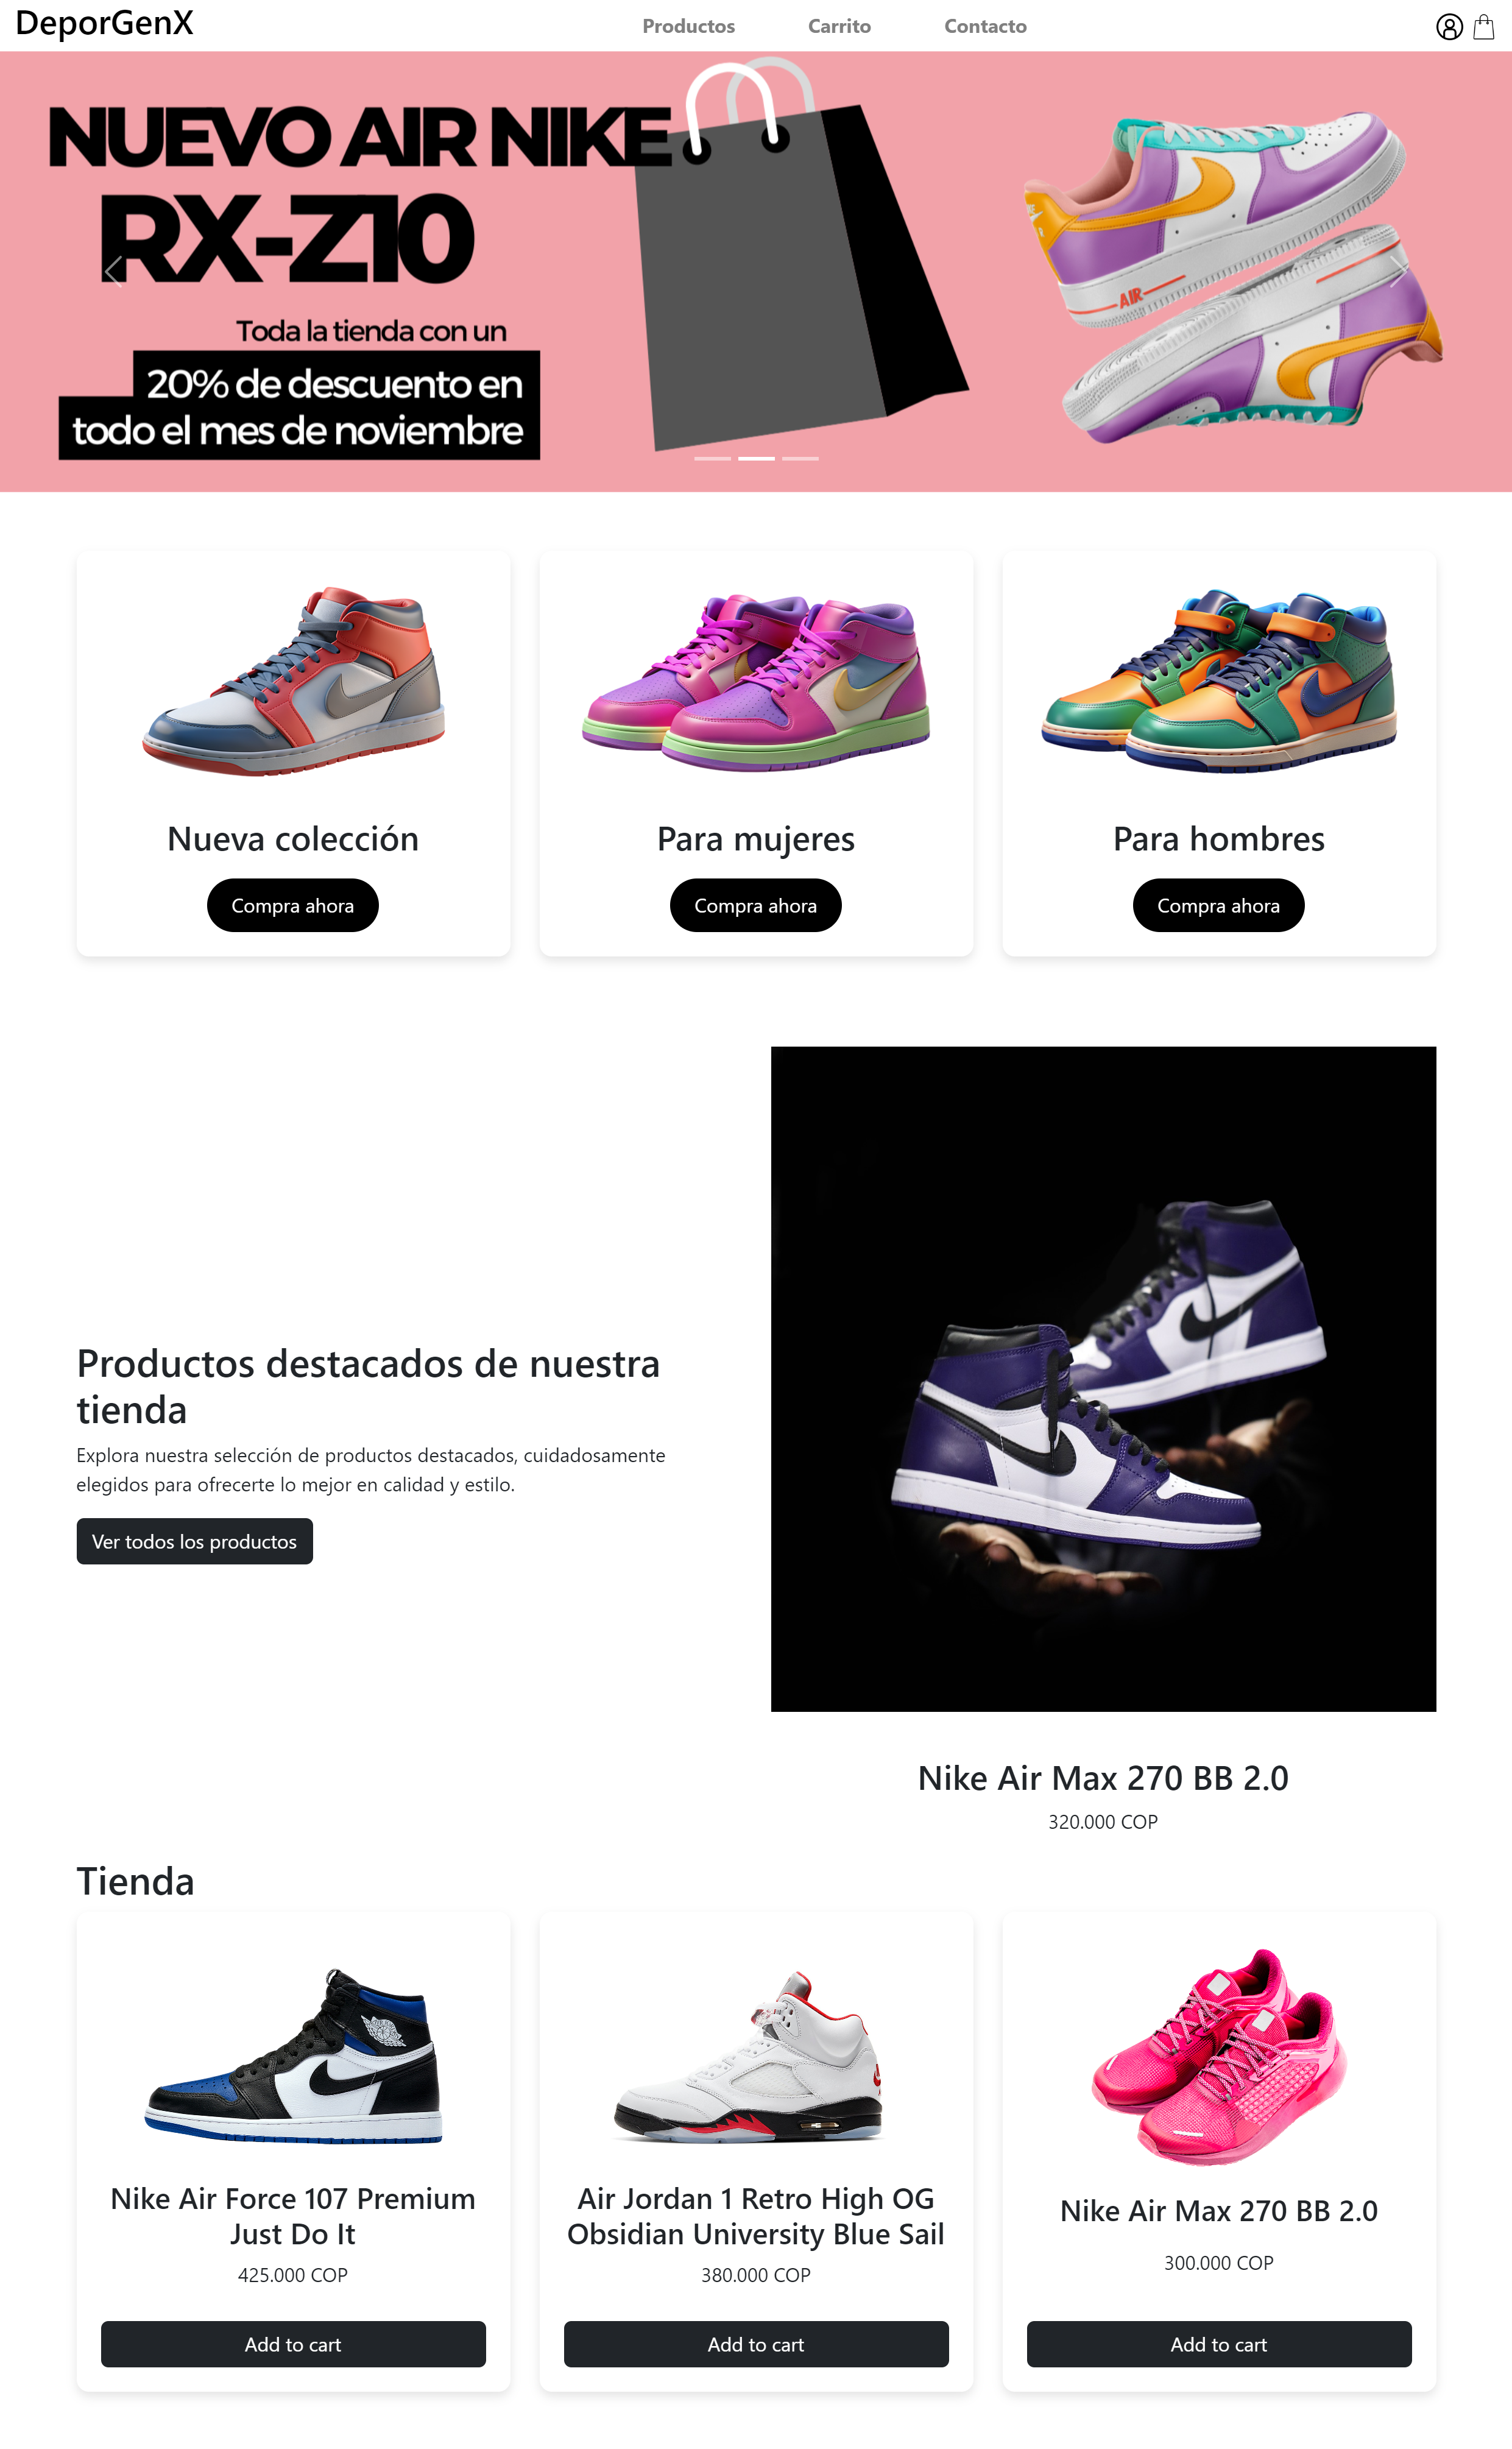 DeporGenX
Productos
Carrito
Contacto
NUEVO AIR NIKE
RX-Z10
Toda la tienda con un
20% de descuento en
todo el mes de noviembre
AIR
Nueva colección
Para mujeres
Para hombres
Compra ahora
Compra ahora
Compra ahora
Productos destacados de nuestra
tienda
Explora nuestra selección de productos destacados, cuidadosamente
elegidos para ofrecerte lo mejor en calidad y estilo.
Ver todos los productos
Nike Air Max 270 BB 2.0
320.000 COP
Tienda
Nike Air Force 107 Premium
Just Do It
425.000 COP
Add to cart
Air Jordan 1 Retro High OG
Obsidian University Blue Sail
380.000 COP
Add to cart
Nike Air Max 270 BB 2.0
300.000 COP
Add to cart